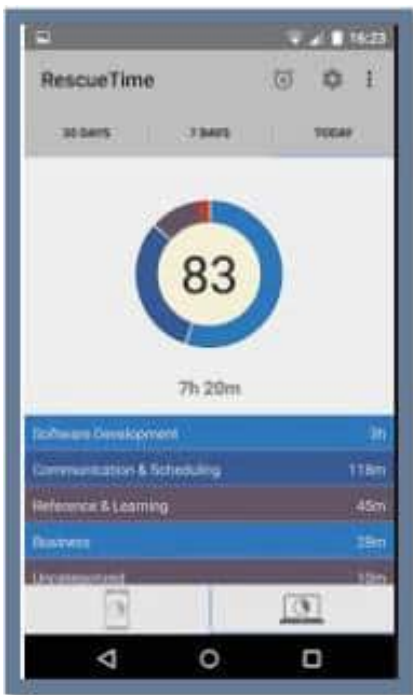 16:23
RescueTime
30 DAYS 7 DAYS TODAY
83
7h 20m
Software Development 3h
Communication & Scheduling 118m
Reference & Learning 45m
Business
Uncategorized